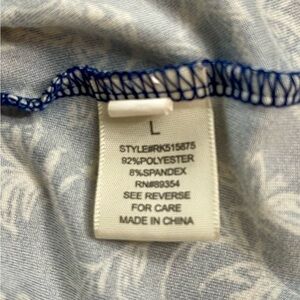 L
STYLE#RK515875
92%POLYESTER
8%SPANDEX
RN#89354
SEE REVERSE
FOR CARE
MADE IN CHINA